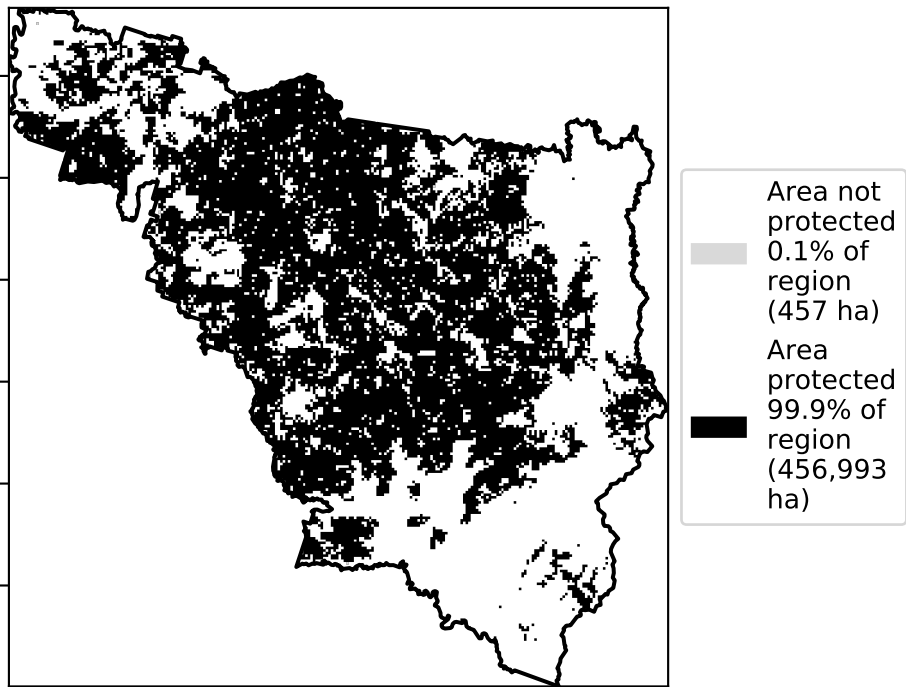 Area not
protected
0.1% of
region
(457 ha)
Area
protected
99.9% of
region
(456,993
ha)